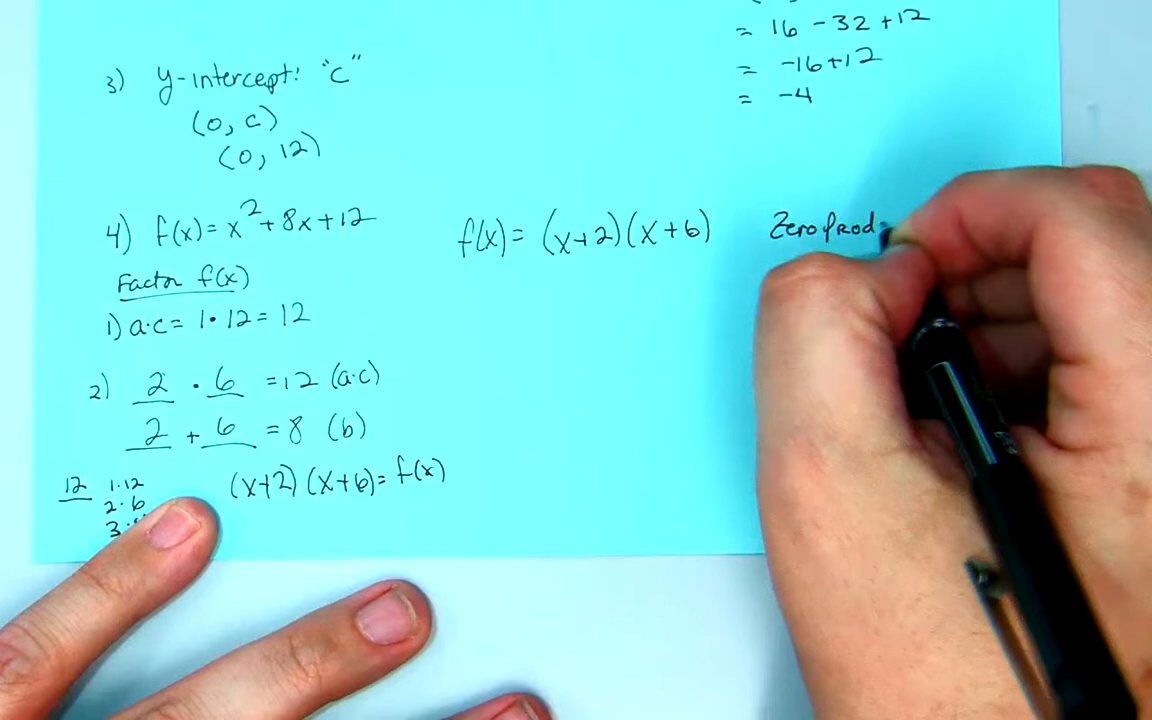 = 16 - 32 + 12
= -16 + 12
= -4
3) y-intercept: "c"
(0, c)
(0, 12)
4) f(x) = x² + 8x + 12
Factor f(x)
1) a·c = 1 · 12 = 12
2) 2 · 6 = 12 (a·c)
2 + 6 = 8 (b)
12 1·12
2·6
3·
(x+2)(x+6) = f(x)
f(x) = (x+2)(x+6)
Zero Prod